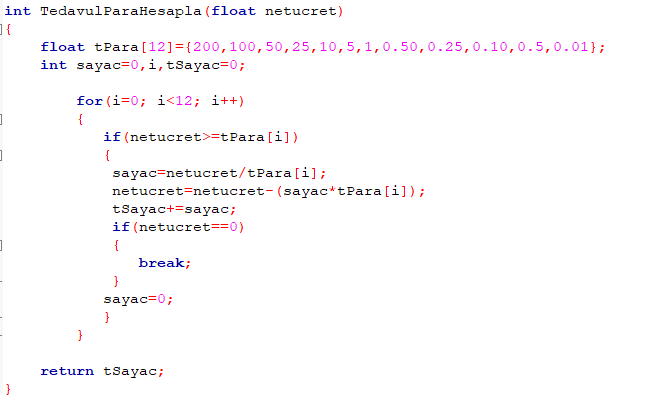 int TedavulParaHesapla(float netucret)
{
float tPara[12]={200,100,50,25,10,5,1,0.50,0.25,0.10,0.5,0.01};
int sayac=0,i,tSayac=0;
for(i=0; i<12; i++)
{
if(netucret>=tPara[i])
{
sayac=netucret/tPara[i];
netucret=netucret-(sayac*tPara[i]);
tSayac+=sayac;
if(netucret==0)
{
break;
}
sayac=0;
}
}
return tSayac;
}